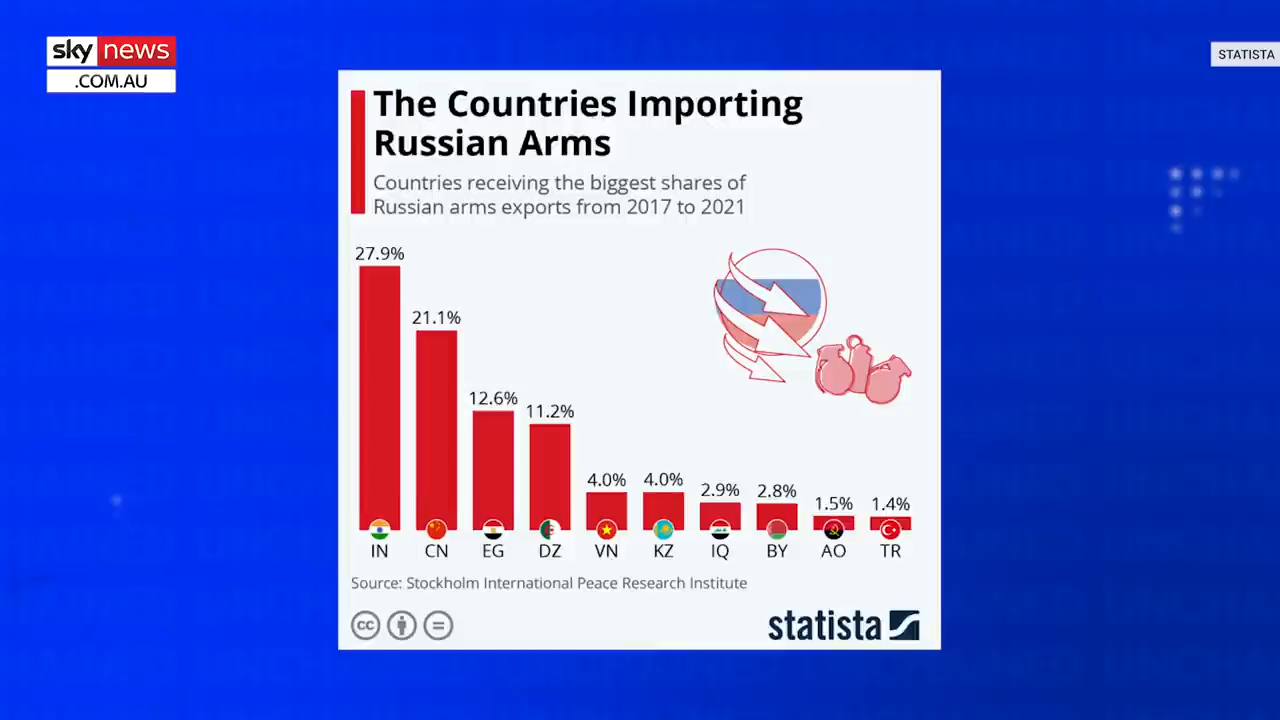 sky news
.COM.AU
STATISTA
The Countries Importing
Russian Arms
Countries receiving the biggest shares of
Russian arms exports from 2017 to 2021
27.9%
21.1%
12.6%
11.2%
4.0%
4.0%
2.9%
2.8%
1.5%
1.4%
IN CN EG DZ VN KZ IQ BY AO TR
Source: Stockholm International Peace Research Institute
cc
statista